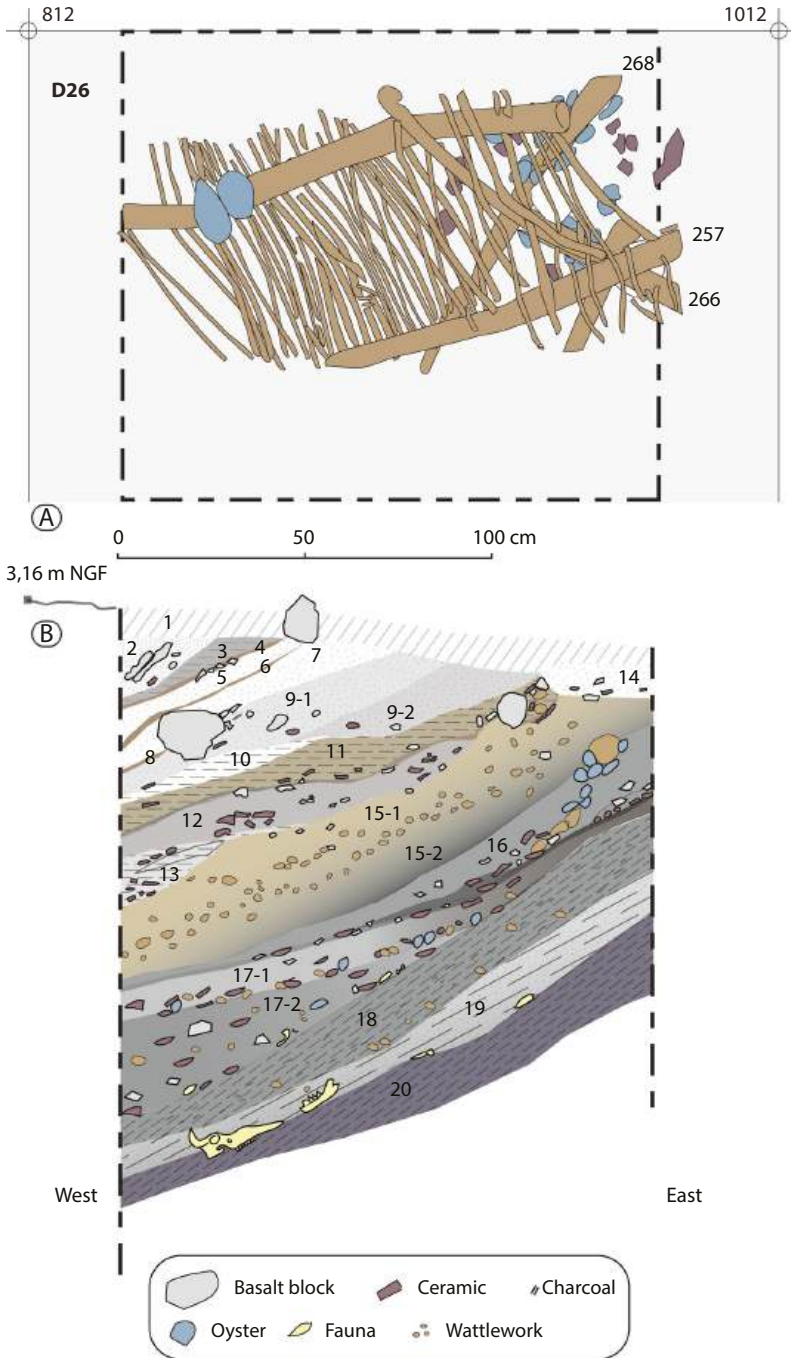 812 1012
D26
268
257
266
A
0 50 100 cm
3,16 m NGF
B
1
2 3 4 7
5 6
14
9-1 9-2
8 10 11
12 15-1
15-2 16
13
17-1
17-2
18 19
20
West East
Basalt block Ceramic Charcoal
Oyster Fauna Wattlework